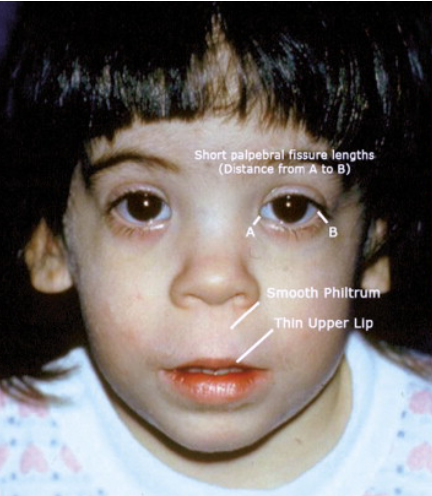 Short palpebral fissure lengths
(Distance from A to B)
A
B
Smooth Philtrum
Thin Upper Lip